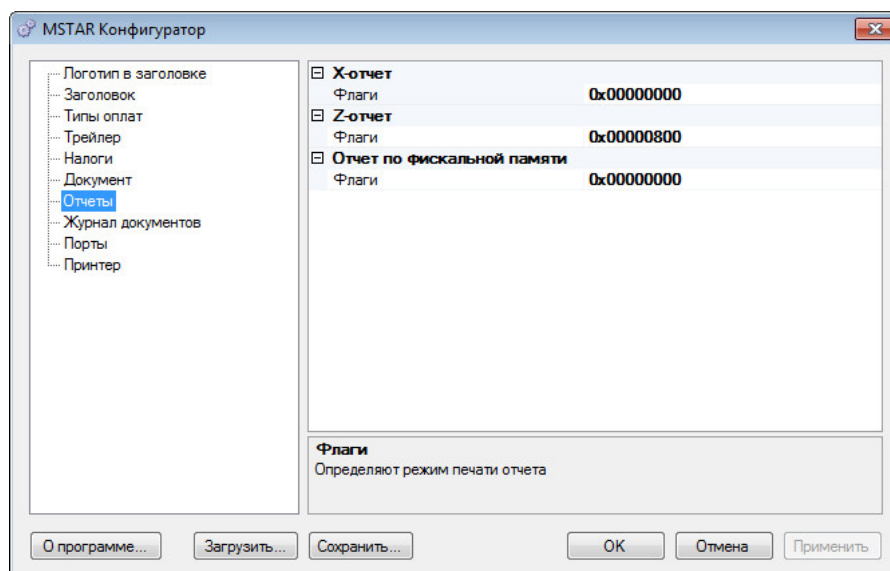 MSTAR Конфигуратор
Логотип в заголовке
Заголовок
Типы оплат
Трейлер
Налоги
Документ
Отчеты
Журнал документов
Порты
Принтер
X-отчет
Флаги 0x00000000
Z-отчет
Флаги 0x00000800
Отчет по фискальной памяти
Флаги 0x00000000
Флаги
Определяют режим печати отчета
О программе... Загрузить... Сохранить... OK Отмена Применить